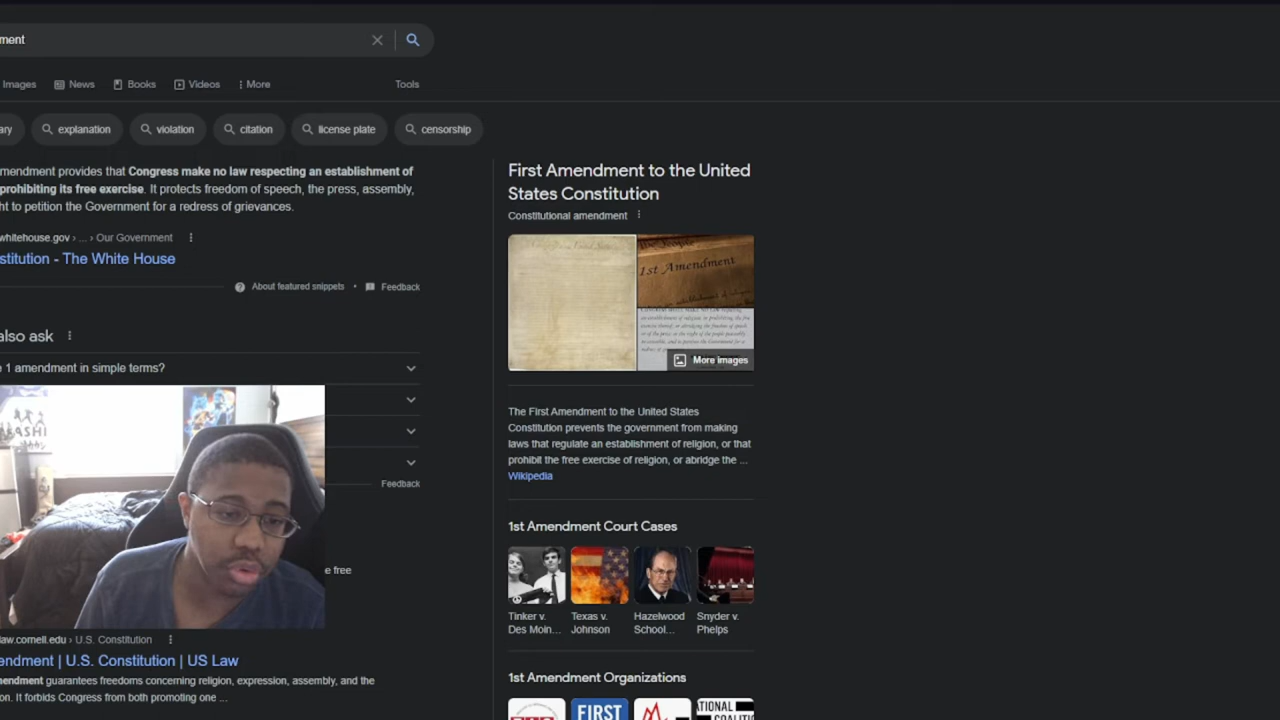 ment
Images
News
Books
Videos
More
Tools
ary
explanation
violation
citation
license plate
censorship
mendment provides that Congress make no law respecting an establishment of
prohibiting its free exercise. It protects freedom of speech, the press, assembly,
ht to petition the Government for a redress of grievances.
whitehouse.gov › ... › Our Government
stitution - The White House
About featured snippets • Feedback
also ask
e 1 amendment in simple terms?
Feedback
e free
law.cornell.edu › U.S. Constitution
endment | U.S. Constitution | US Law
mendment guarantees freedoms concerning religion, expression, assembly, and the
on. It forbids Congress from both promoting one ...
First Amendment to the United
States Constitution
Constitutional amendment
1st Amendment
More images
The First Amendment to the United States
Constitution prevents the government from making
laws that regulate an establishment of religion, or that
prohibit the free exercise of religion, or abridge the ...
Wikipedia
1st Amendment Court Cases
Tinker v.
Des Moin...
Texas v.
Johnson
Hazelwood
School...
Snyder v.
Phelps
1st Amendment Organizations
FIRST